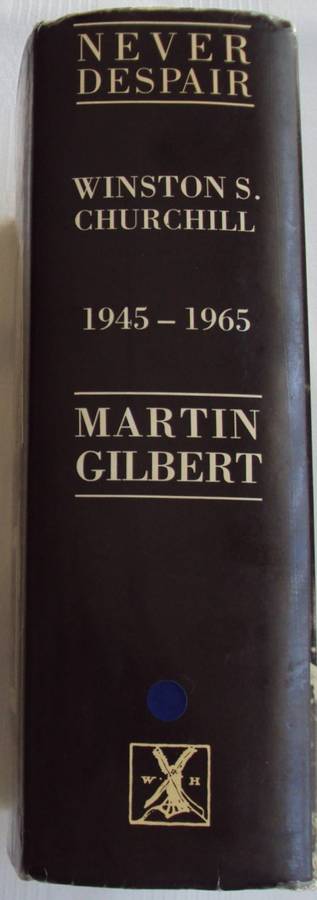 NEVER
DESPAIR
WINSTON S.
CHURCHILL
1945 – 1965
MARTIN
GILBERT
W H